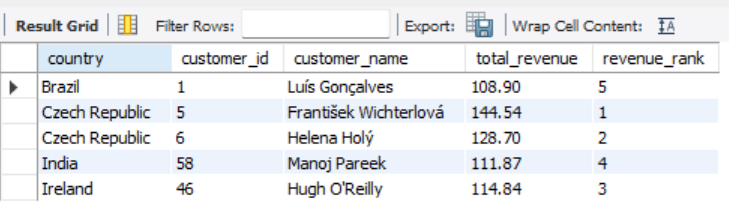 Result Grid Filter Rows: Export: Wrap Cell Content: IA
country customer_id customer_name total_revenue revenue_rank
Brazil 1 Luís Gonçalves 108.90 5
Czech Republic 5 František Wichterlová 144.54 1
Czech Republic 6 Helena Holý 128.70 2
India 58 Manoj Pareek 111.87 4
Ireland 46 Hugh O'Reilly 114.84 3